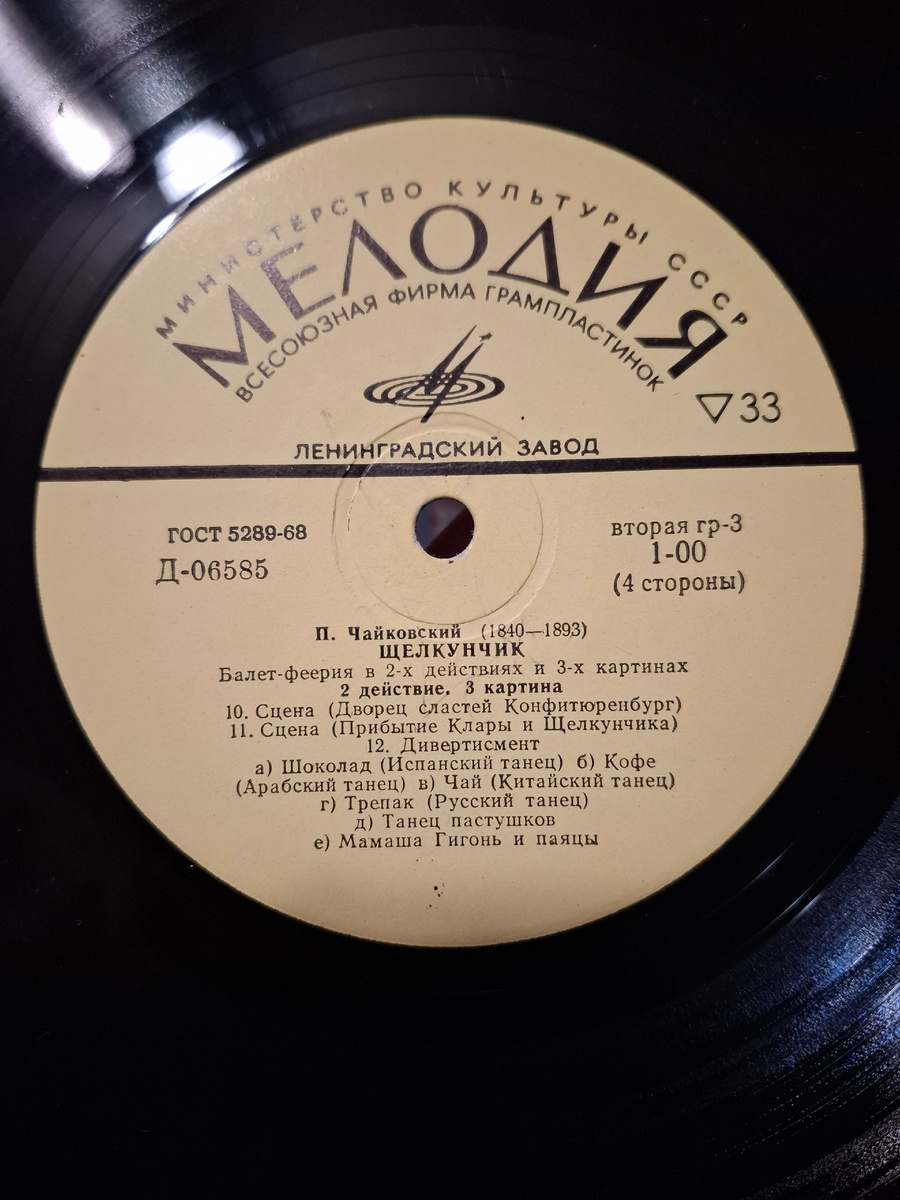 МИНИСТЕРСТВО КУЛЬТУРЫ СССР
МЕЛОДИЯ
ВСЕСОЮЗНАЯ ФИРМА ГРАМПЛАСТИНОК
▽33
ЛЕНИНГРАДСКИЙ ЗАВОД
ГОСТ 5289-68
Д-06585
вторая гр-3
1-00
(4 стороны)
П. Чайковский (1840—1893)
ЩЕЛКУНЧИК
Балет-феерия в 2-х действиях и 3-х картинах
2 действие, 3 картина
10. Сцена (Дворец сластей Конфитюренбург)
11. Сцена (Прибытие Клары и Щелкунчика)
12. Дивертисмент
а) Шоколад (Испанский танец) б) Кофе
(Арабский танец) в) Чай (Китайский танец)
г) Трепак (Русский танец)
д) Танец пастушков
е) Мамаша Гигонь и паяцы